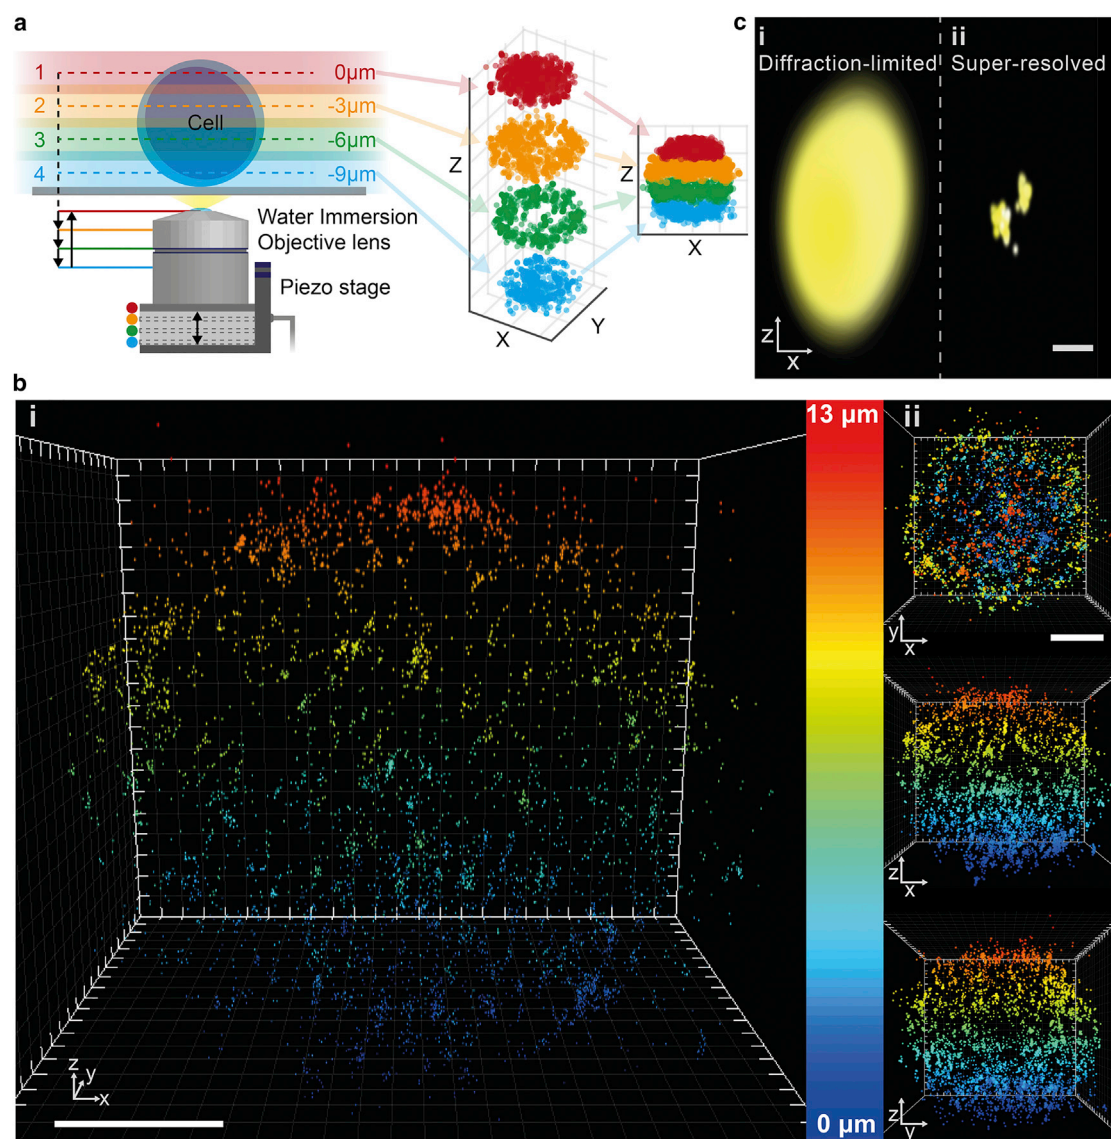 a
1 0µm
2 -3µm
Cell
3 -6µm
4 -9µm
Water Immersion
Objective lens
Piezo stage
Z
X
Y
Z
X
c
i
ii
Diffraction-limited
Super-resolved
z
x
b
i
13 µm
0 µm
z
y
x
ii
y
x
z
x
z
y